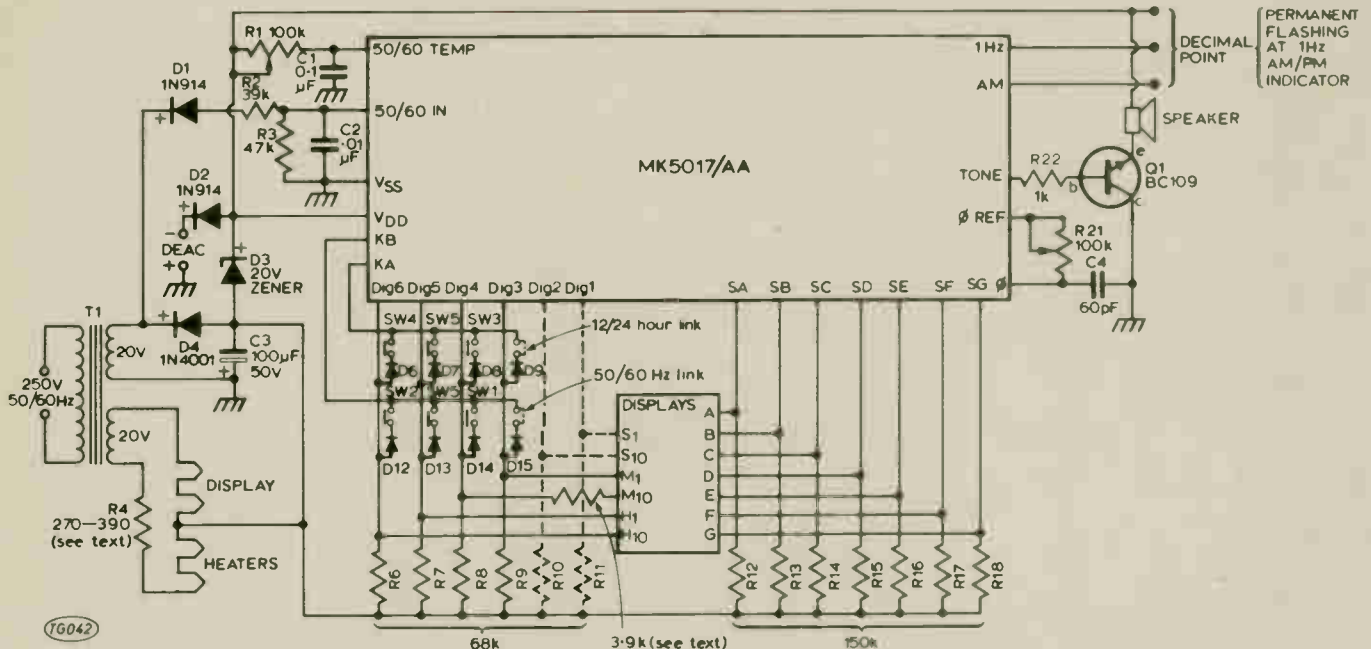 R1 100k
50/60 TEMP
C1
0·1
µF
R2
39k
D1
1N914
50/60 IN
R3
47k
C2
·01
µF
VSS
D2
1N914
VDD
KB
KA
DEAC
D3
20V
ZENER
MK5017/AA
1Hz
AM
DECIMAL
POINT
PERMANENT
FLASHING
AT 1Hz
AM/PM
INDICATOR
SPEAKER
TONE
R22
1k
b
e
c
Q1
BC109
Ø REF
R21
100k
Ø
C4
60pF
Dig6
Dig5
Dig4
Dig3
Dig2
Dig1
SA
SB
SC
SD
SE
SF
SG
T1
20V
D4
1N4001
C3
100µF
50V
250V
50/60Hz
20V
R4
270–390
(see text)
DISPLAY
HEATERS
SW4
SW5
SW3
12/24 hour link
D6
D7
D8
D9
SW2
SW5
SW1
50/60 Hz link
D12
D13
D14
D15
DISPLAYS
S1
S10
M1
M10
H1
H10
A
B
C
D
E
F
G
R6
R7
R8
R9
R10
R11
R12
R13
R14
R15
R16
R17
R18
68k
3·9k (see text)
150k
TG042